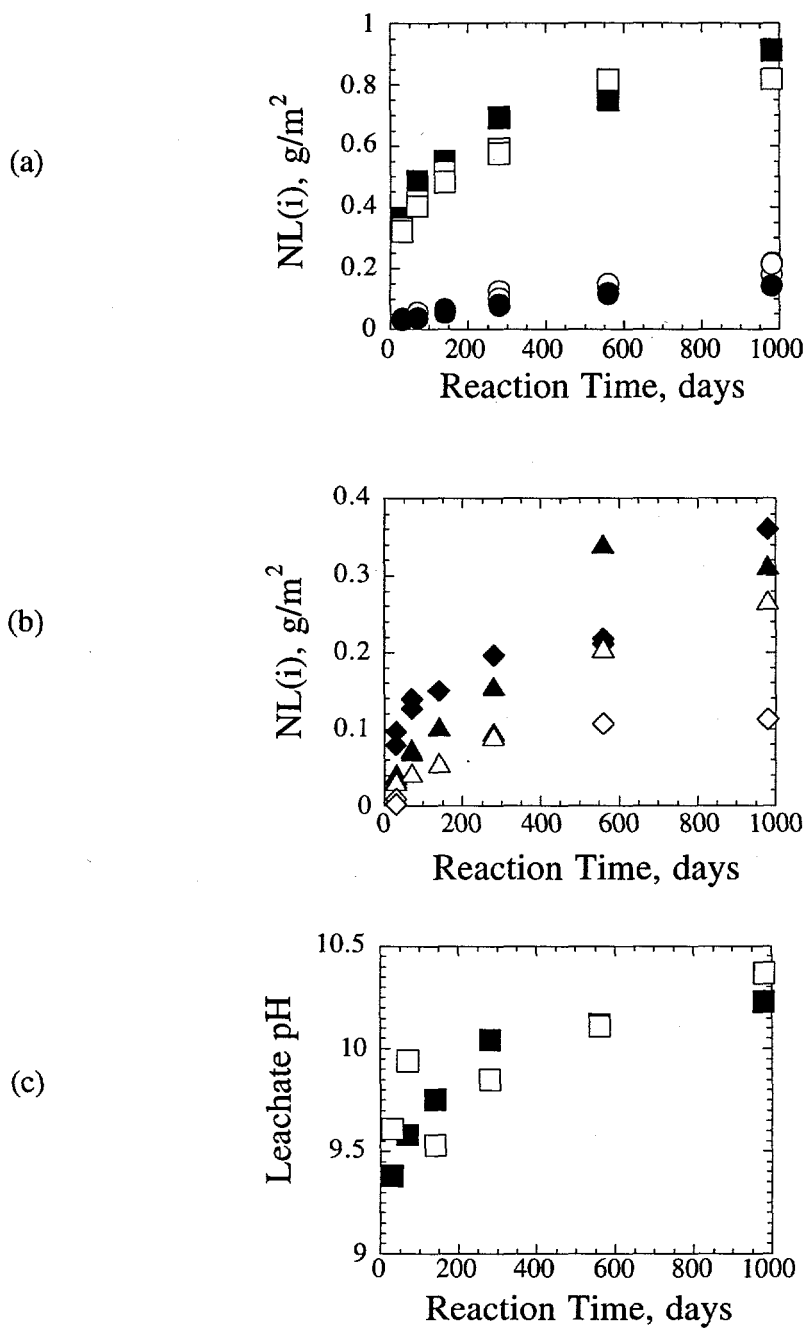 (a)
NL(i), g/m²
1
0.8
0.6
0.4
0.2
0
0 200 400 600 800 1000
Reaction Time, days
(b)
NL(i), g/m²
0.4
0.3
0.2
0.1
0
0 200 400 600 800 1000
Reaction Time, days
(c)
Leachate pH
10.5
10
9.5
9
0 200 400 600 800 1000
Reaction Time, days